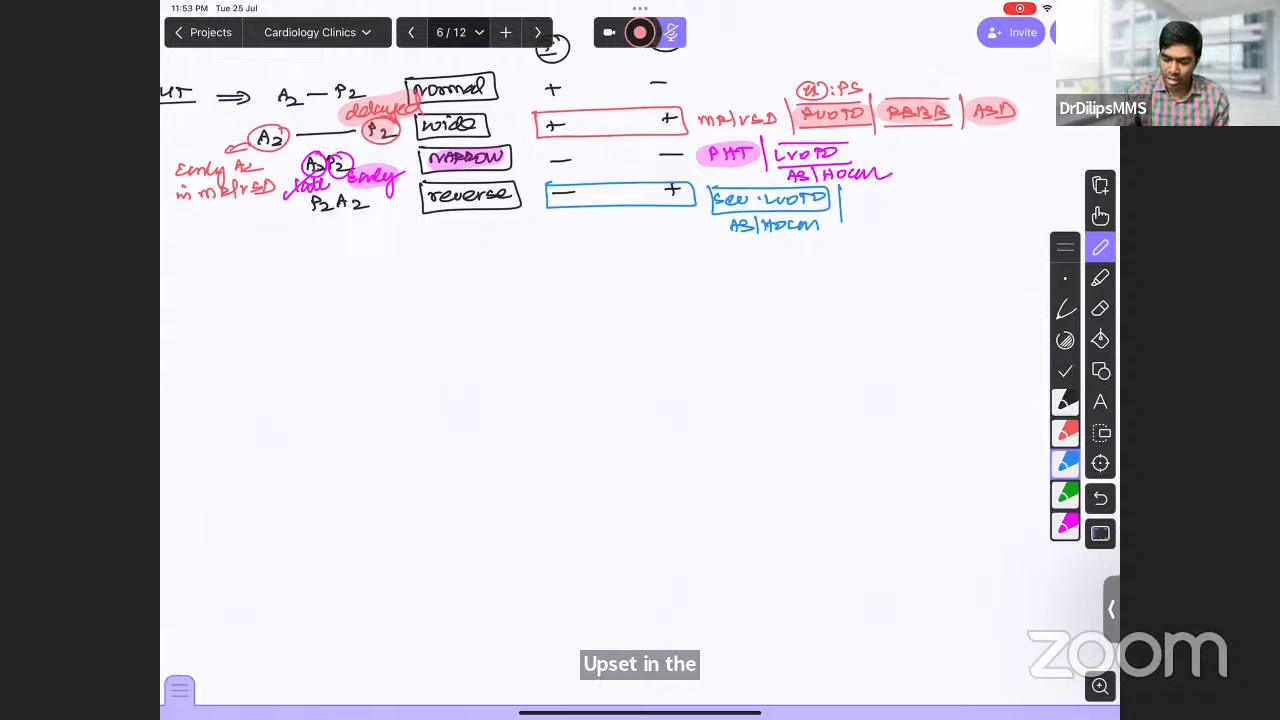 11:53 PM Tue 25 Jul
Projects
Cardiology Clinics
6 / 12
Invite
DrDilipsMMS
⇒ A2 — P2 normal + —
(x): PS
delayed
A2 —— P2 wide + + MR/VSD | RVOTO | RBBB | ASD
Early A2 in MR/VSD
A2 P2 NARROW — — PHT | LVOTO
late Early
AS|HOCM
P2 A2 reverse — + | sev. LVOTO |
AS|HOCM
Upset in the
zoom